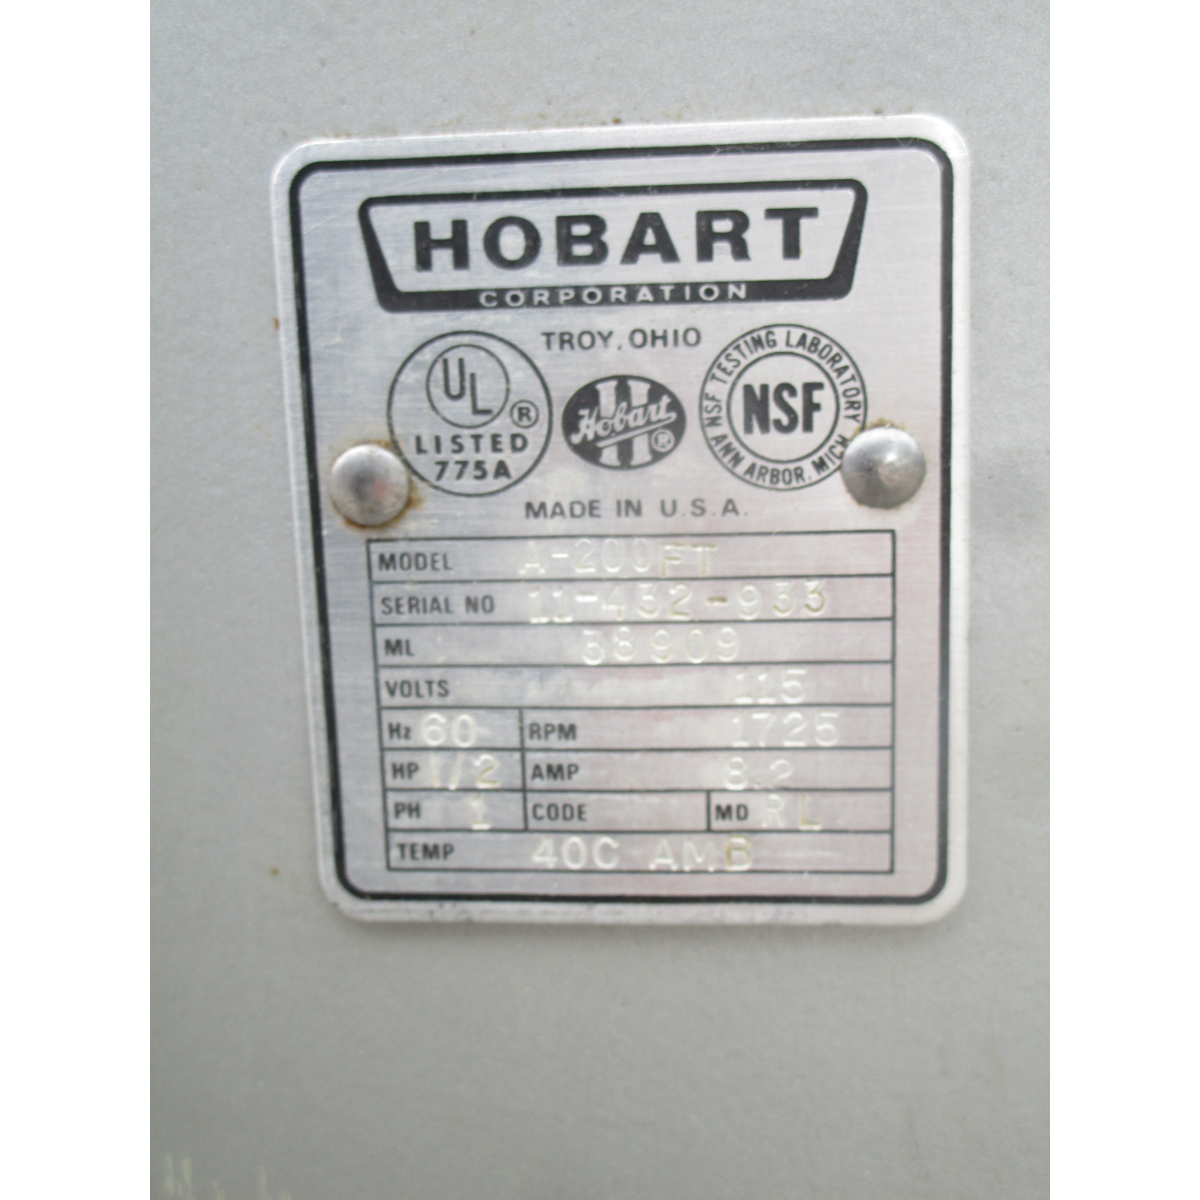 HOBART
CORPORATION
TROY, OHIO
UL ®
LISTED
775A
Hobart ®
NSF TESTING LABORATORY
NSF
ANN ARBOR, MICH
MADE IN U.S.A.
MODEL A-200FT
SERIAL NO 11-432-933
ML 38909
VOLTS 115
Hz 60 RPM 1725
HP 1/2 AMP 8.2
PH 1 CODE MD RL
TEMP 40C AMB